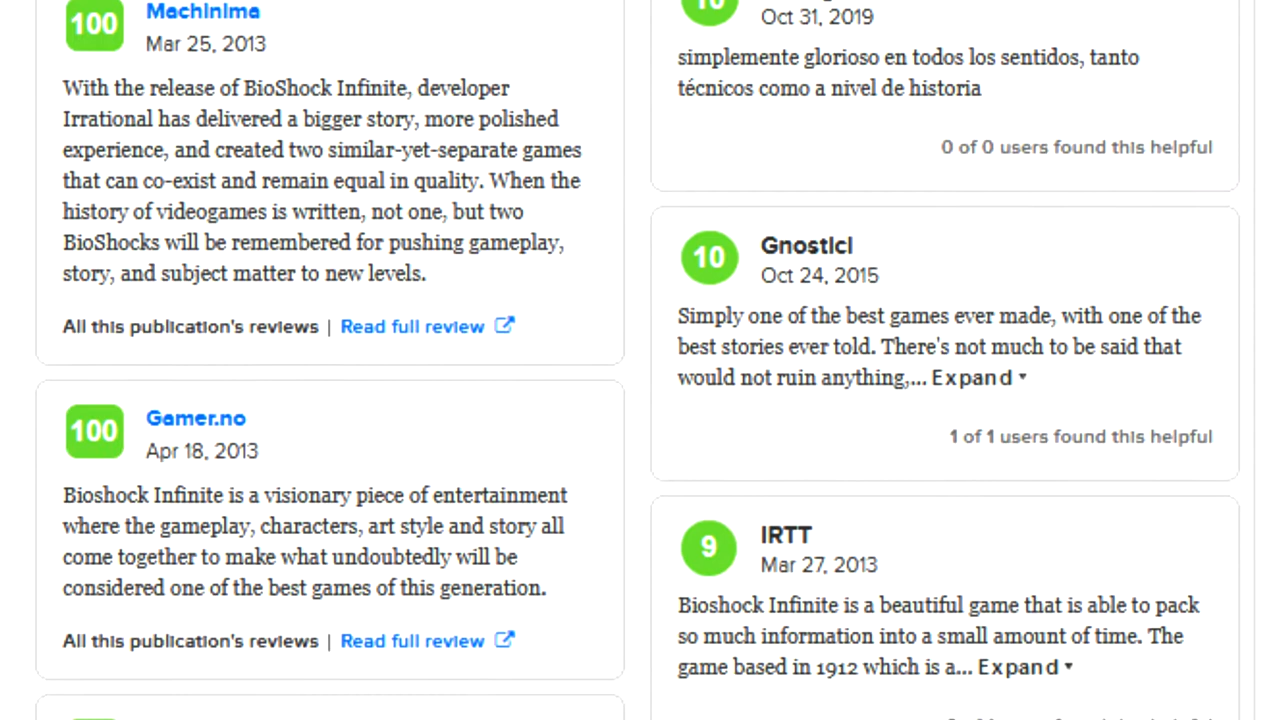 100
Machinima
Mar 25, 2013
With the release of BioShock Infinite, developer
Irrational has delivered a bigger story, more polished
experience, and created two similar-yet-separate games
that can co-exist and remain equal in quality. When the
history of videogames is written, not one, but two
BioShocks will be remembered for pushing gameplay,
story, and subject matter to new levels.
All this publication's reviews | Read full review
100
Gamer.no
Apr 18, 2013
Bioshock Infinite is a visionary piece of entertainment
where the gameplay, characters, art style and story all
come together to make what undoubtedly will be
considered one of the best games of this generation.
All this publication's reviews | Read full review
10
Oct 31, 2019
simplemente glorioso en todos los sentidos, tanto
técnicos como a nivel de historia
0 of 0 users found this helpful
10
Gnostici
Oct 24, 2015
Simply one of the best games ever made, with one of the
best stories ever told. There's not much to be said that
would not ruin anything,... Expand
1 of 1 users found this helpful
9
IRTT
Mar 27, 2013
Bioshock Infinite is a beautiful game that is able to pack
so much information into a small amount of time. The
game based in 1912 which is a... Expand